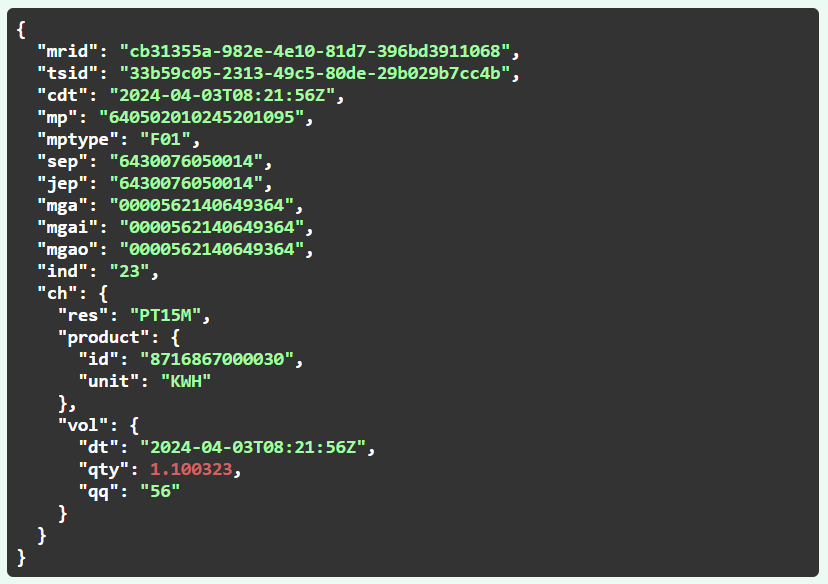 {
  "mrid": "cb31355a-982e-4e10-81d7-396bd3911068",
  "tsid": "33b59c05-2313-49c5-80de-29b029b7cc4b",
  "cdt": "2024-04-03T08:21:56Z",
  "mp": "640502010245201095",
  "mptype": "F01",
  "sep": "6430076050014",
  "jep": "6430076050014",
  "mga": "0000562140649364",
  "mgai": "0000562140649364",
  "mgao": "0000562140649364",
  "ind": "23",
  "ch": {
    "res": "PT15M",
    "product": {
      "id": "8716867000030",
      "unit": "KWH"
    },
    "vol": {
      "dt": "2024-04-03T08:21:56Z",
      "qty": 1.100323,
      "qq": "56"
    }
  }
}